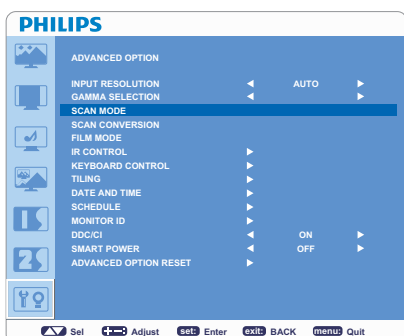 PHILIPS
ADVANCED OPTION
INPUT RESOLUTION AUTO
GAMMA SELECTION
SCAN MODE
SCAN CONVERSION
FILM MODE
IR CONTROL
KEYBOARD CONTROL
TILING
DATE AND TIME
SCHEDULE
MONITOR ID
DDC/CI ON
SMART POWER OFF
ADVANCED OPTION RESET
Sel Adjust set: Enter exit: BACK menu: Quit